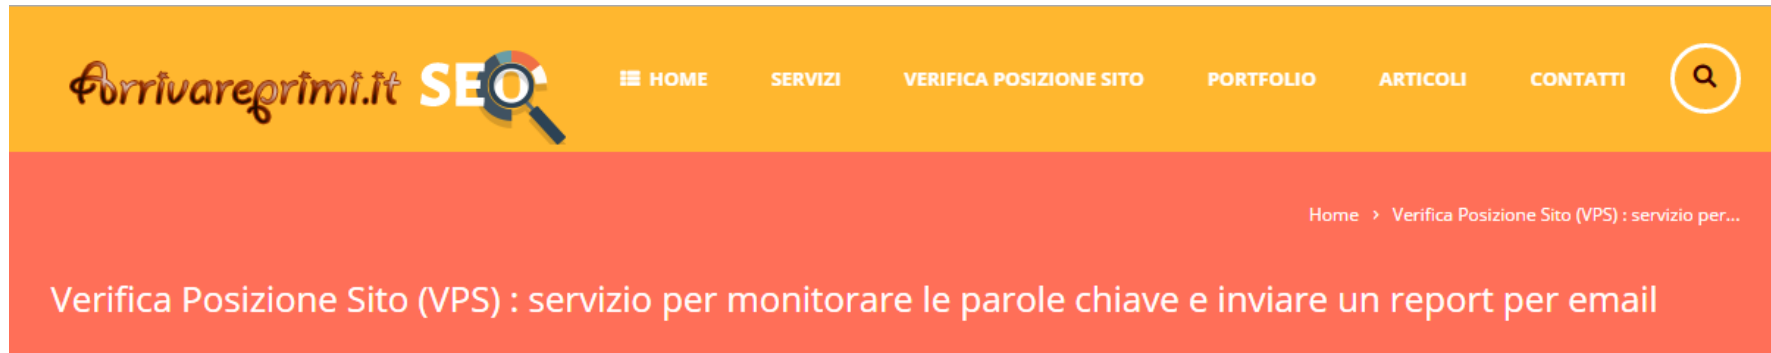 Arrivareprimi.it SEO HOME SERVIZI VERIFICA POSIZIONE SITO PORTFOLIO ARTICOLI CONTATTI
Home > Verifica Posizione Sito (VPS) : servizio per...
Verifica Posizione Sito (VPS) : servizio per monitorare le parole chiave e inviare un report per email